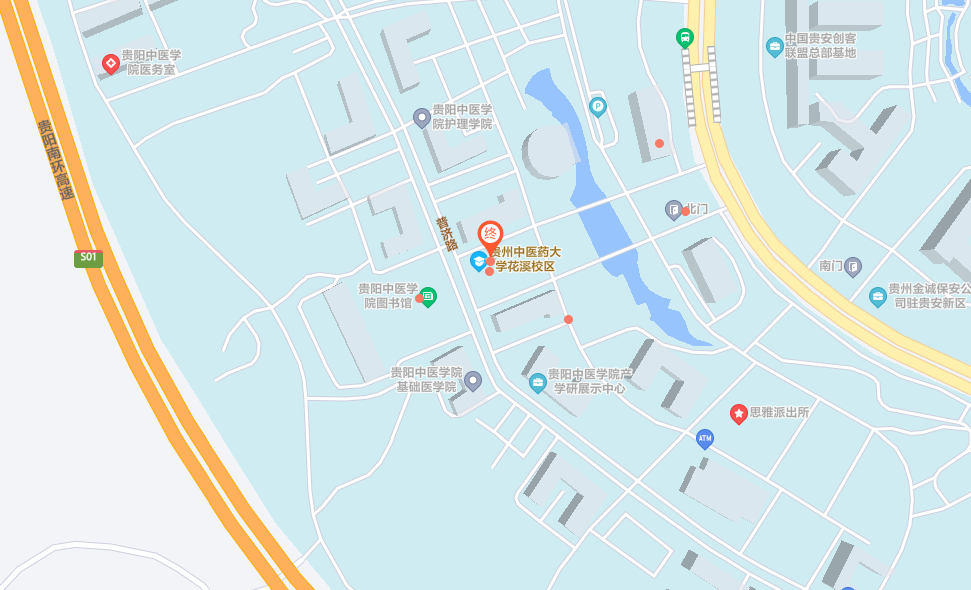 贵阳中医学
院医务室
中国贵安创客
联盟总部基地
P
贵阳中医学
院护理学院
贵阳南环高速
北门
普济路
终
贵州中医药大
学花溪校区
S01
南门
贵阳中医学
院图书馆
贵州金诚保安公
司驻贵安新区
贵阳中医学院
基础医学院
贵阳中医学院产
学研展示中心
思雅派出所
ATM